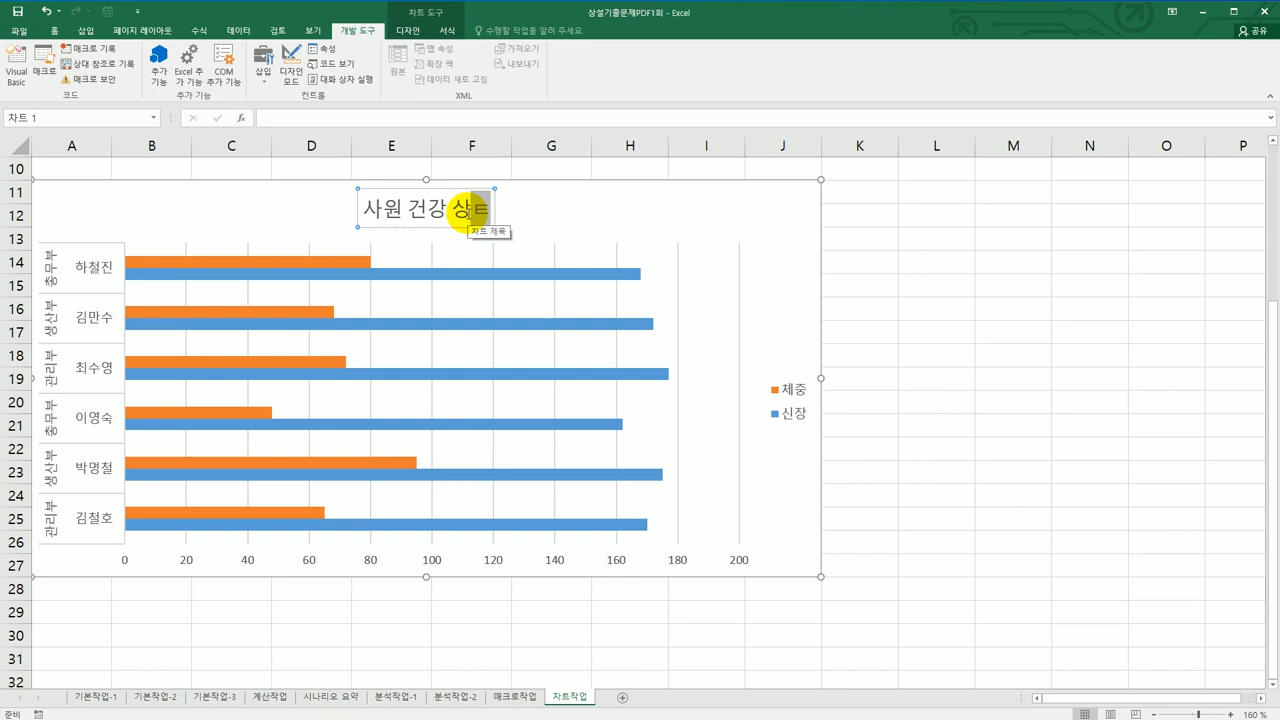 차트 도구
상설기출문제PDF1회 - Excel
파일 홈 삽입 페이지 레이아웃 수식 데이터 검토 보기 개발 도구 디자인 서식 수행할 작업을 알려 주세요. 공유
Visual Basic
매크로
매크로 기록
상대 참조로 기록
매크로 보안
코드
추가 기능
Excel 추가 기능
COM 추가 기능
추가 기능
삽입
디자인 모드
속성
코드 보기
대화 상자 실행
컨트롤
원본
맵 속성
확장 팩
데이터 새로 고침
가져오기
내보내기
XML
차트 1
fx
A B C D E F G H I J K L M N O P
10
11
12
13
14
15
16
17
18
19
20
21
22
23
24
25
26
27
28
29
30
31
32
사원 건강 상ㅌ
차트 제목
총무부 하철진
생산부 김만수
관리부 최수영
총무부 이영숙
생산부 박명철
관리부 김철호
체중
신장
0 20 40 60 80 100 120 140 160 180 200
기본작업-1 기본작업-2 기본작업-3 계산작업 시나리오 요약 분석작업-1 분석작업-2 매크로작업 차트작업
준비
160 %